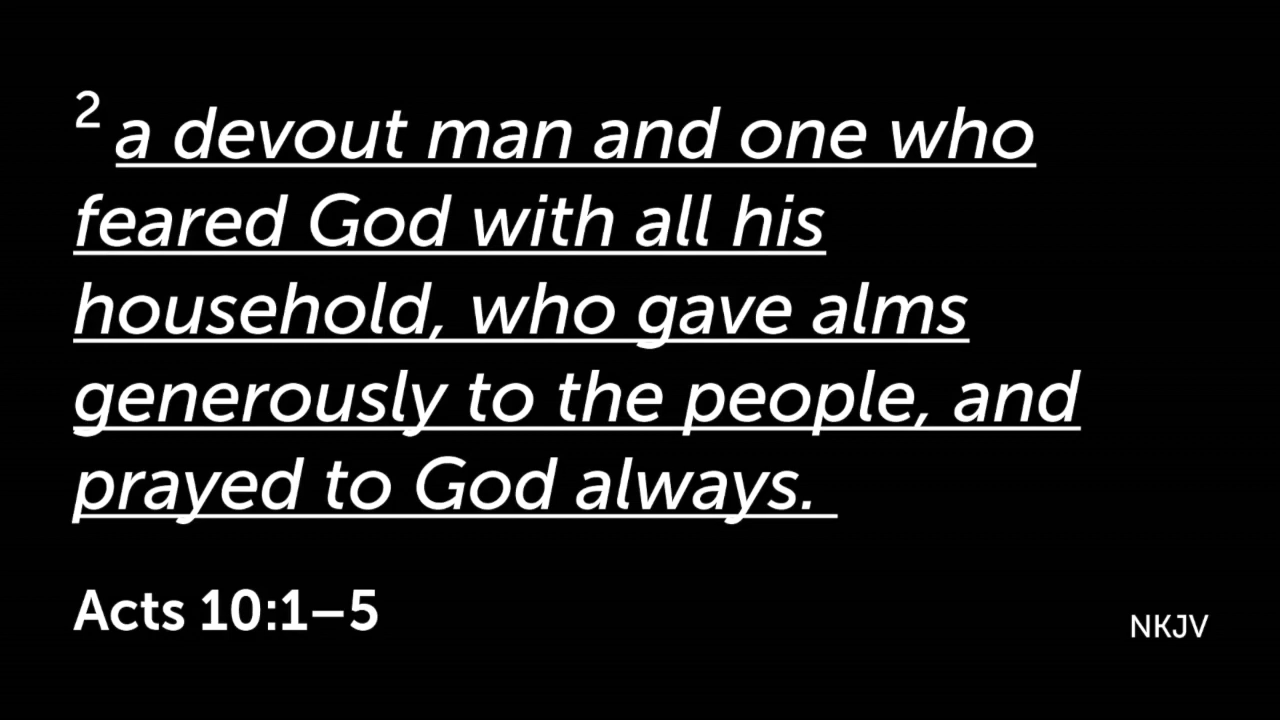 2 a devout man and one who
feared God with all his
household, who gave alms
generously to the people, and
prayed to God always.
Acts 10:1–5
NKJV